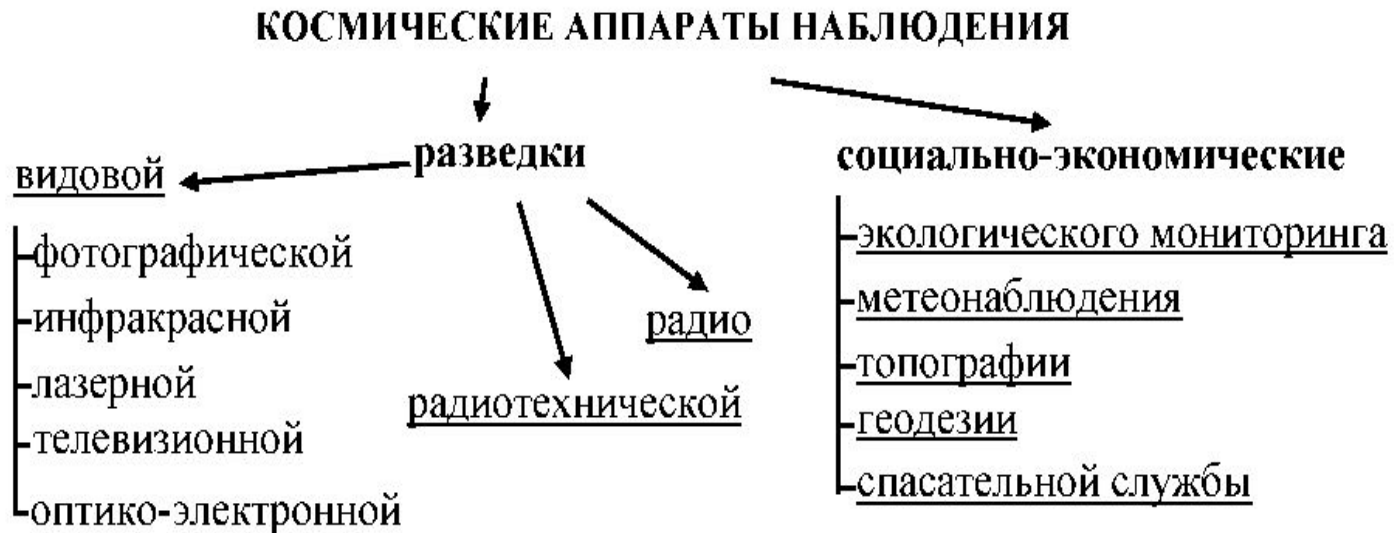 КОСМИЧЕСКИЕ АППАРАТЫ НАБЛЮДЕНИЯ
разведки
видовой
фотографической
инфракрасной
лазерной
телевизионной
оптико-электронной
радиотехнической
радио
социально-экономические
экологического мониторинга
метеонаблюдения
топографии
геодезии
спасательной службы